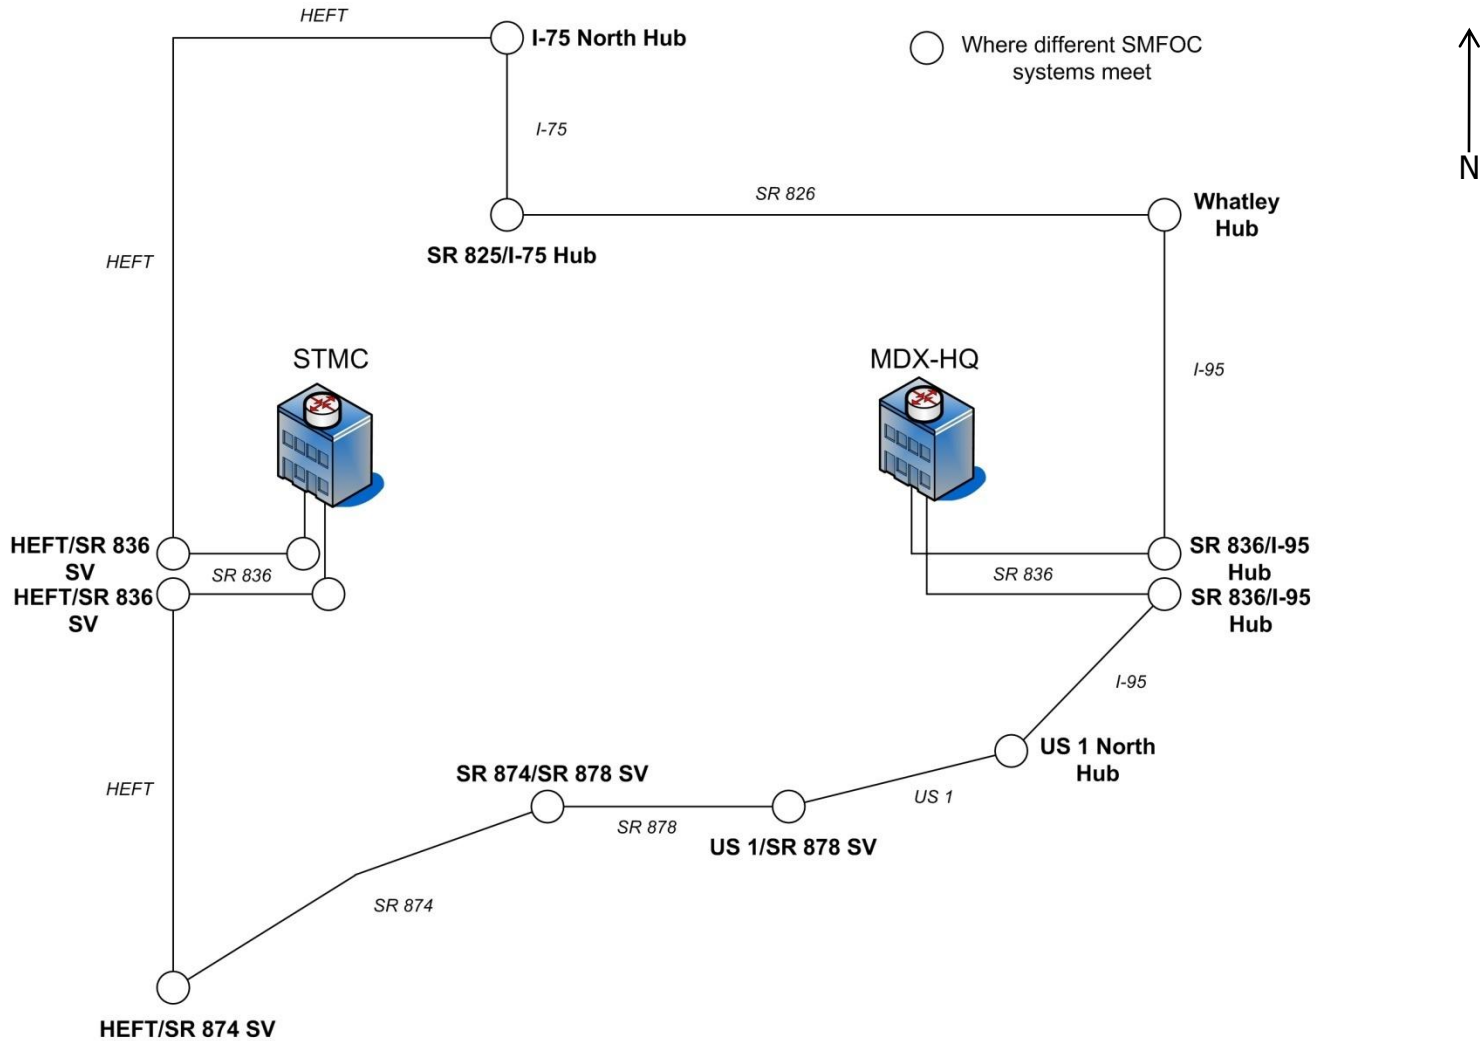 HEFT
I-75 North Hub
Where different SMFOC
systems meet
N
I-75
SR 826
Whatley
Hub
SR 825/I-75 Hub
HEFT
STMC
MDX-HQ
I-95
HEFT/SR 836
SV
SR 836
HEFT/SR 836
SV
SR 836/I-95
Hub
SR 836
SR 836/I-95
Hub
I-95
US 1 North
Hub
HEFT
SR 874/SR 878 SV
US 1
SR 878
US 1/SR 878 SV
SR 874
HEFT/SR 874 SV